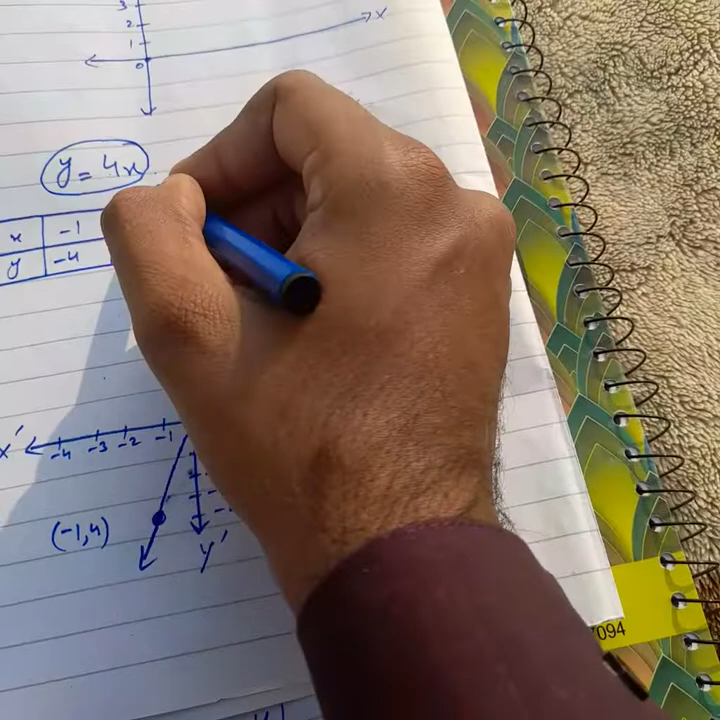 3
2
1
0
X
y = 4x
x -1
y -4
X' -4 -3 -2 -1
(-1,4)
Y'
094